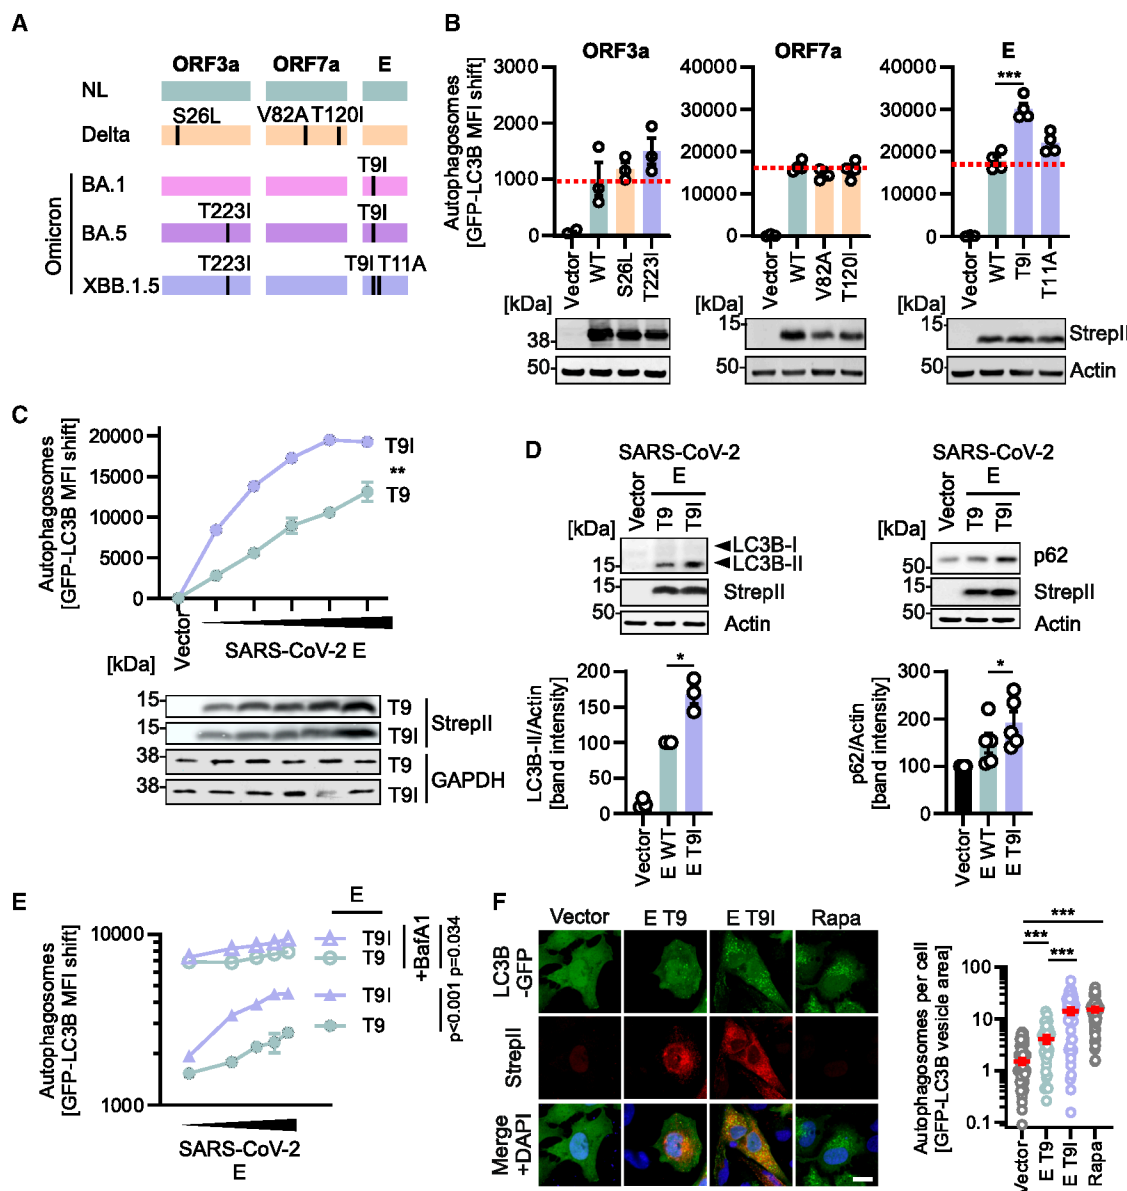 A
ORF3a ORF7a E
NL
S26L V82A T120I
Delta
T9I
BA.1
T223I T9I
BA.5
T223I T9I T11A
XBB.1.5
Omicron
B
ORF3a ORF7a E
Autophagosomes
[GFP-LC3B MFI shift]
3000
2000
1000
0
40000
30000
20000
10000
0
40000
30000
20000
10000
0
***
Vector WT S26L T223I
Vector WT V82A T120I
Vector WT T9I T11A
[kDa] [kDa] [kDa]
38 15 15 StrepII
50 50 50 Actin
C
Autophagosomes
[GFP-LC3B MFI shift]
20000
15000
10000
5000
0
T9I
**
T9
Vector
SARS-CoV-2 E
[kDa]
15 T9
15 T9I
StrepII
38 T9
38 T9I
GAPDH
D
SARS-CoV-2
E
Vector T9 T9I
[kDa]
LC3B-I
15 LC3B-II
15 StrepII
50 Actin
LC3B-II/Actin
[band intensity]
200
150
100
50
0
*
Vector E WT E T9I
SARS-CoV-2
E
Vector T9 T9I
[kDa]
50 p62
15 StrepII
50 Actin
p62/Actin
[band intensity]
300
200
100
0
*
Vector E WT E T9I
E
Autophagosomes
[GFP-LC3B MFI shift]
10000
1000
E
T9I
T9
+BafA1
p=0.034
T9I
T9
p<0.001
SARS-CoV-2
E
F
Vector E T9 E T9I Rapa
LC3B
-GFP
StrepII
Merge
+DAPI
Autophagosomes per cell
[GFP-LC3B vesicle area]
***
*** ***
100
10
1
0.1
Vector E T9 E T9I Rapa